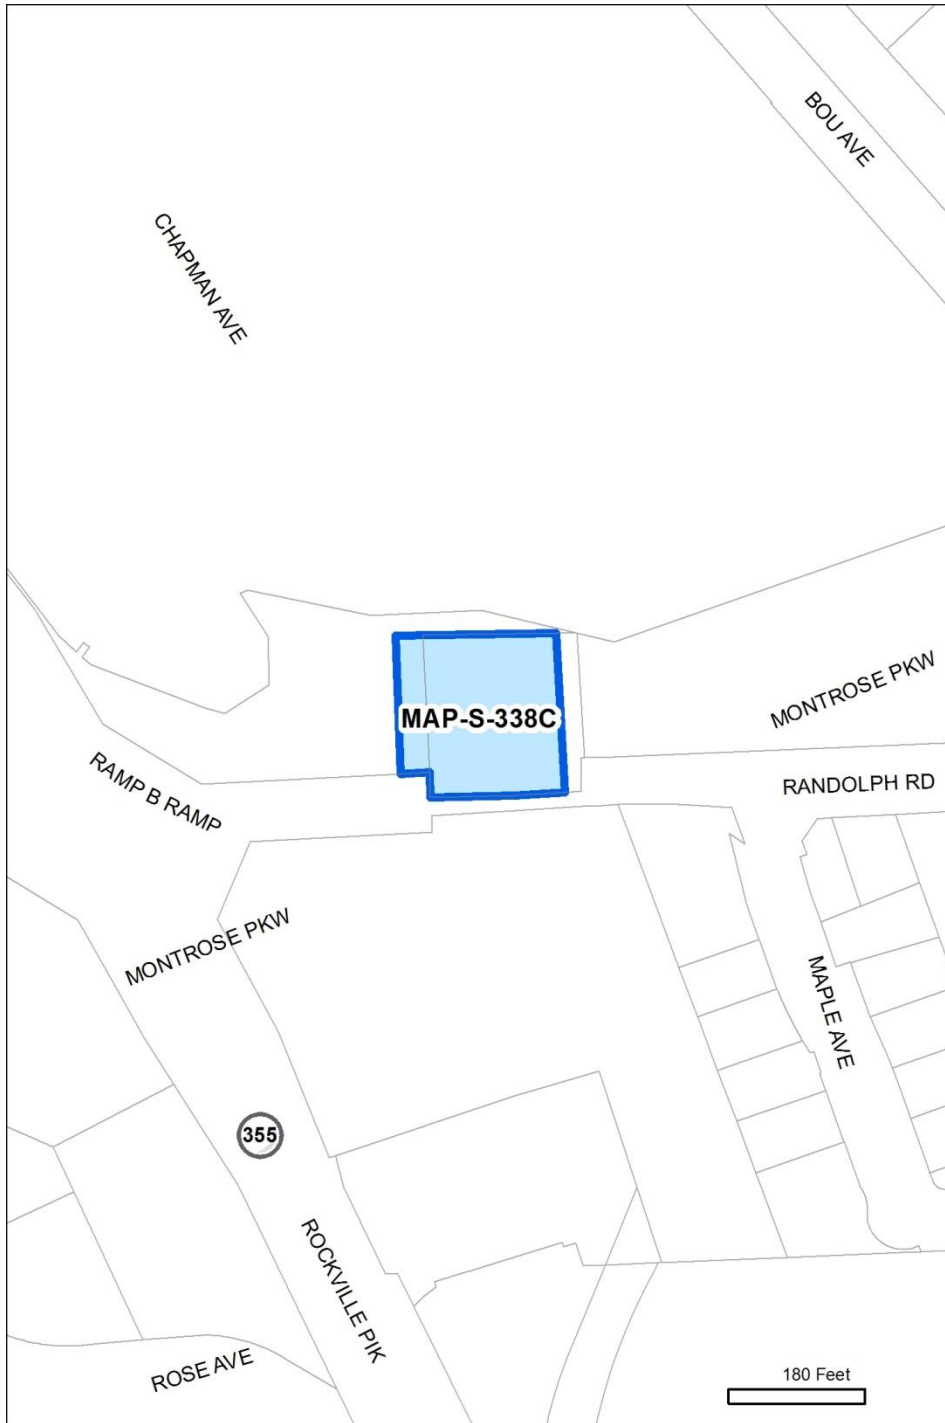 BOU AVE
CHAPMAN AVE
MONTROSE PKW
MAP-S-338C
RAMP B RAMP
RANDOLPH RD
MONTROSE PKW
MAPLE AVE
355
ROCKVILLE PIK
ROSE AVE
180 Feet